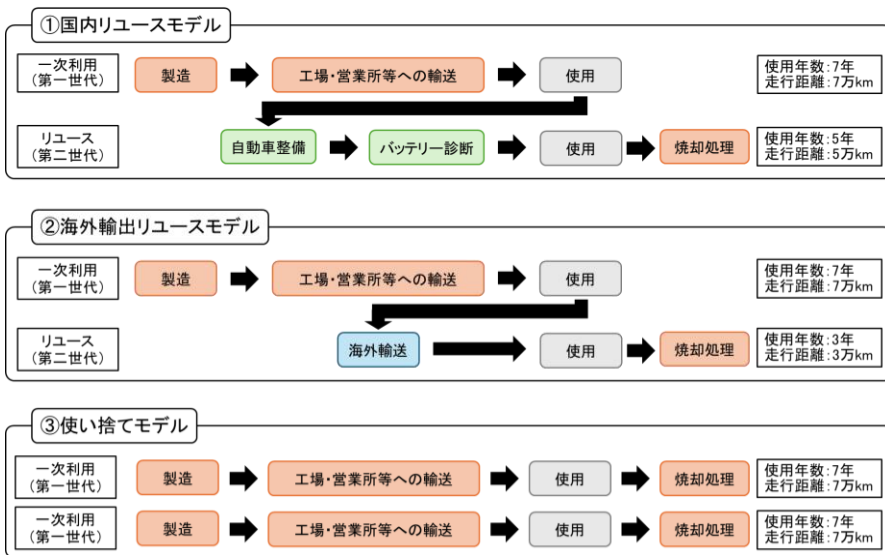 ①国内リユースモデル
一次利用
(第一世代)
製造
工場・営業所等への輸送
使用
使用年数:7年
走行距離:7万km
リユース
(第二世代)
自動車整備
バッテリー診断
使用
焼却処理
使用年数:5年
走行距離:5万km
②海外輸出リユースモデル
一次利用
(第一世代)
製造
工場・営業所等への輸送
使用
使用年数:7年
走行距離:7万km
リユース
(第二世代)
海外輸送
使用
焼却処理
使用年数:3年
走行距離:3万km
③使い捨てモデル
一次利用
(第一世代)
製造
工場・営業所等への輸送
使用
焼却処理
使用年数:7年
走行距離:7万km
一次利用
(第一世代)
製造
工場・営業所等への輸送
使用
焼却処理
使用年数:7年
走行距離:7万km